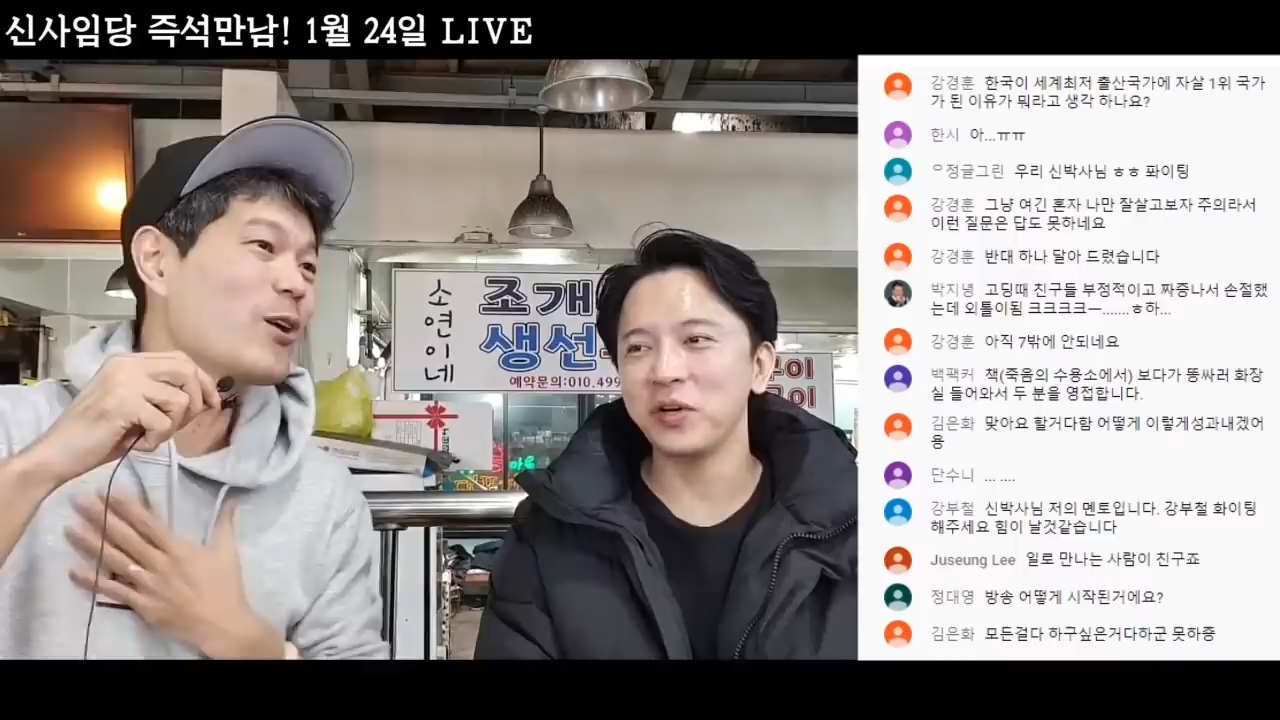 신사임당 즉석만남! 1월 24일 LIVE
소연이네
조개
생선
예약문의:010.499
구이
구이
강경훈 한국이 세계최저 출산국가에 자살 1위 국가
가 된 이유가 뭐라고 생각 하나요?
한시 아...ㅠㅠ
ᄋ정글그린 우리 신박사님 ㅎㅎ 퐈이팅
강경훈 그냥 여긴 혼자 나만 잘살고보자 주의라서
이런 질문은 답도 못하네요
강경훈 반대 하나 달아 드렸습니다
박지녕 고딩때 친구들 부정적이고 짜증나서 손절했
는데 외톨이됨 크크크크ㅡ.......ㅎ하...
강경훈 아직 7밖에 안되네요
백팩커 책(죽음의 수용소에서) 보다가 똥싸러 화장
실 들어와서 두 분을 영접합니다.
김은화 맞아요 할거다함 어떻게 이렇게성과내겠어
용
단수니 ... ....
강부철 신박사님 저의 멘토입니다. 강부철 화이팅
해주세요 힘이 날것같습니다
Juseung Lee 일로 만나는 사람이 친구죠
정대영 방송 어떻게 시작된거에요?
김은화 모든걸다 하구싶은거다하군 못하죵